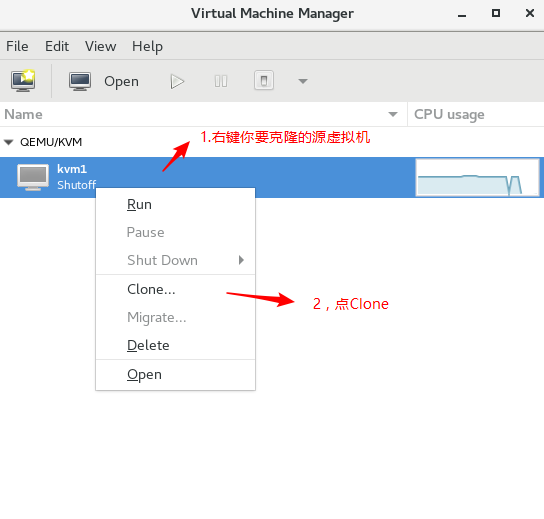 Virtual Machine Manager
File Edit View Help
Open
Name CPU usage
QEMU/KVM
1.右键你要克隆的源虚拟机
kvm1
Shutoff
Run
Pause
Shut Down
Clone...
2，点Clone
Migrate...
Delete
Open